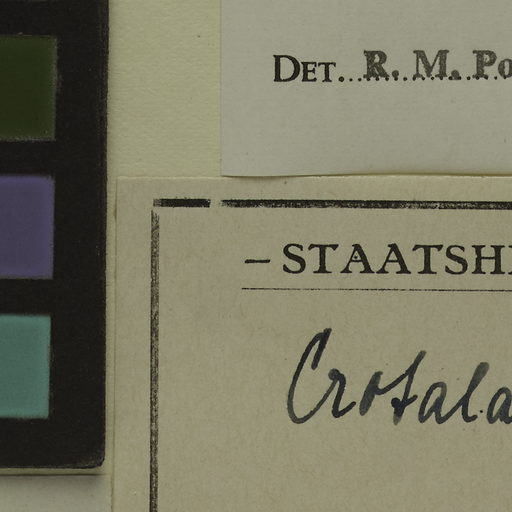 DET. R. M. Po
– STAATSH
Crotala